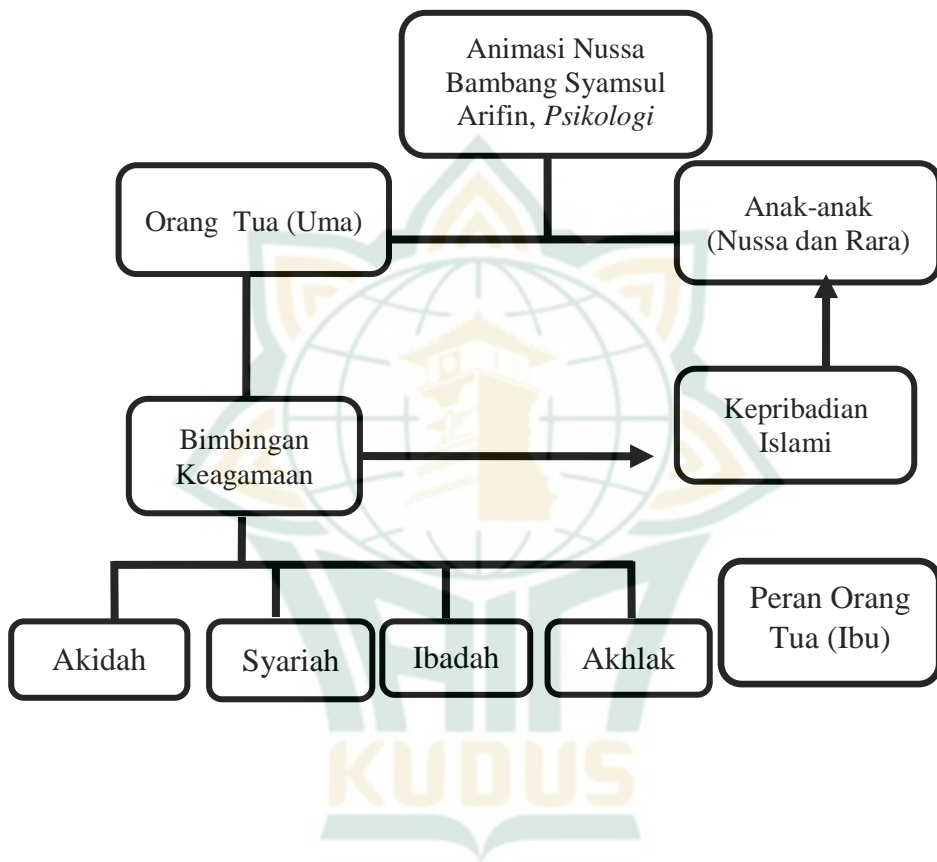 Animasi Nussa
Bambang Syamsul
Arifin, Psikologi
Orang Tua (Uma)
Anak-anak
(Nussa dan Rara)
Bimbingan
Keagamaan
Kepribadian
Islami
Akidah
Syariah
Ibadah
Akhlak
Peran Orang
Tua (Ibu)
IAIN
KUDUS